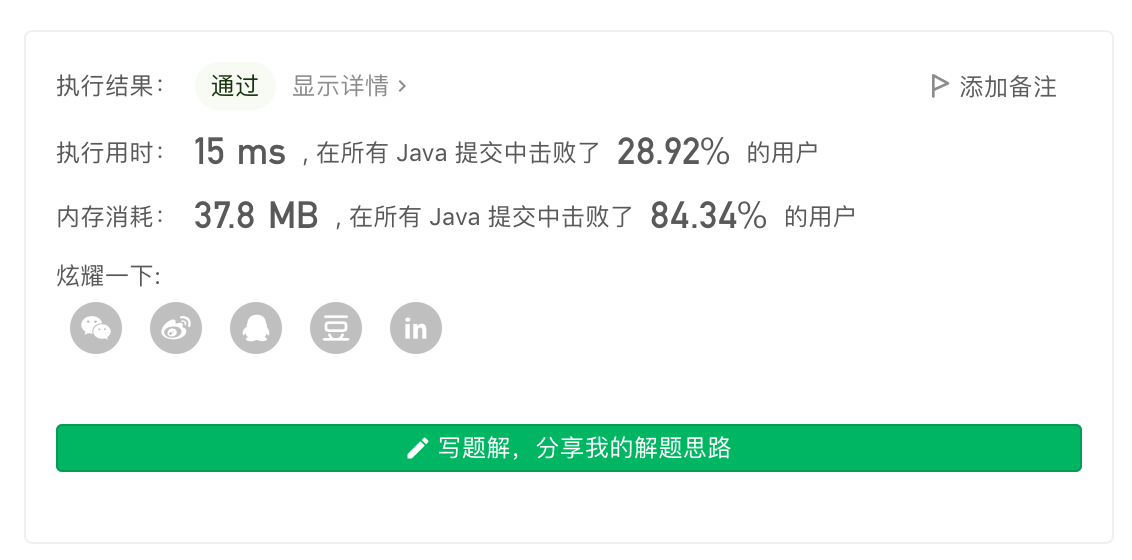 执行结果： 通过 显示详情 › 添加备注
执行用时： 15 ms , 在所有 Java 提交中击败了 28.92% 的用户
内存消耗： 37.8 MB , 在所有 Java 提交中击败了 84.34% 的用户
炫耀一下:
豆 in
写题解，分享我的解题思路